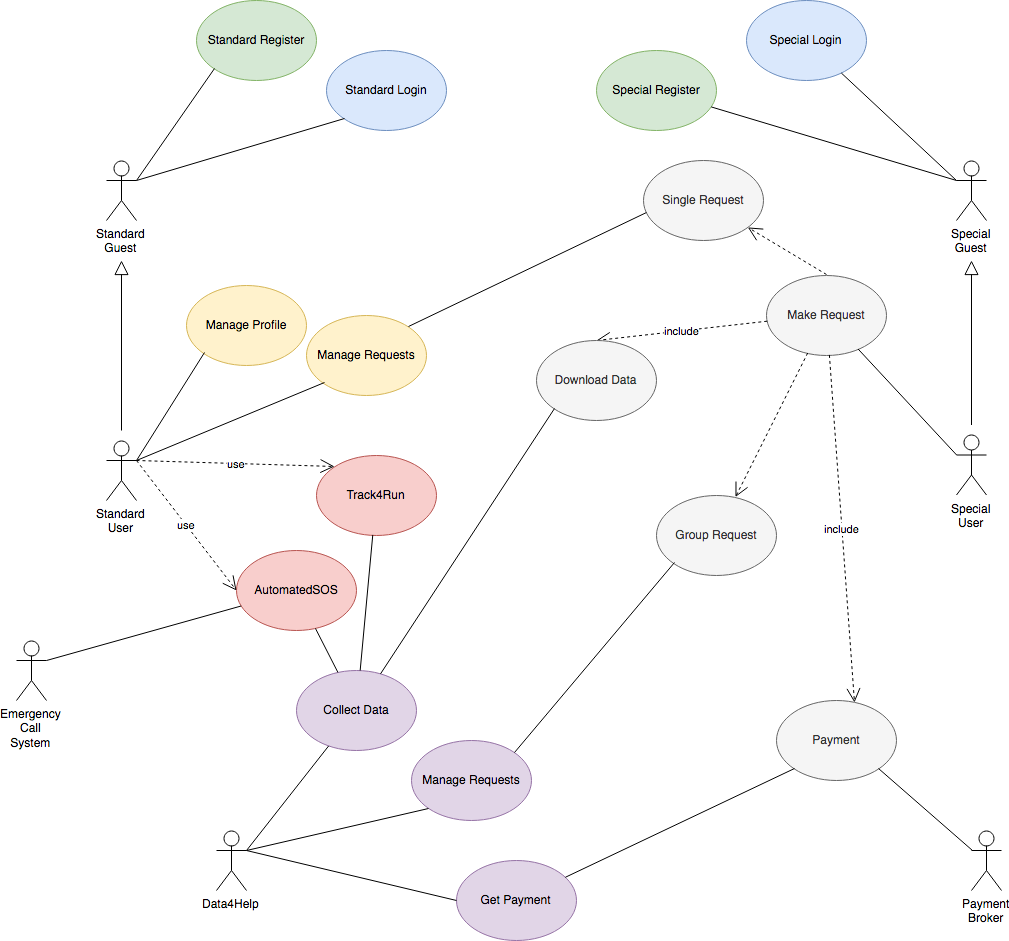 Standard Register
Special Login
Standard Login
Special Register
Single Request
Standard
Guest
Special
Guest
Manage Profile
Make Request
include
Manage Requests
Download Data
use
Track4Run
Standard
User
Special
User
use
include
Group Request
AutomatedSOS
Emergency
Call
System
Collect Data
Payment
Manage Requests
Data4Help
Get Payment
Payment
Broker